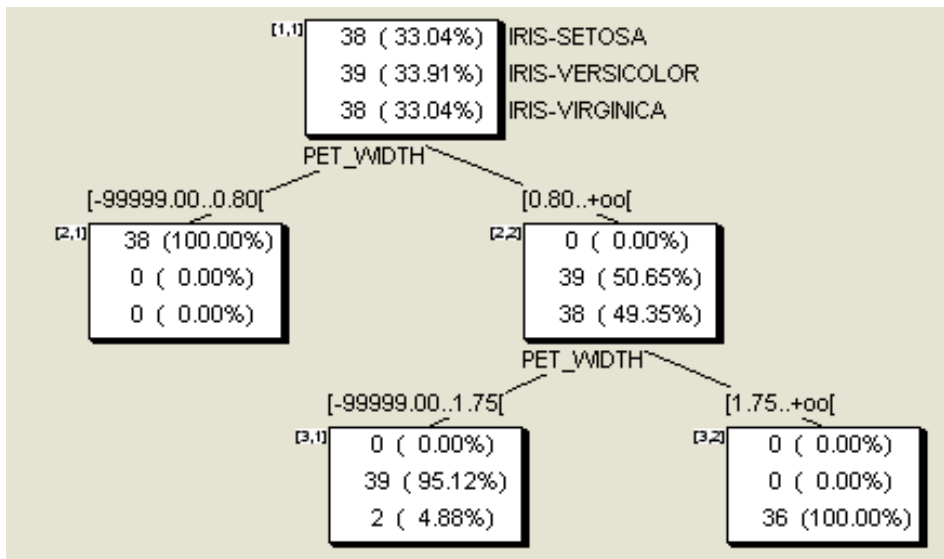 [1,1] 38 ( 33.04%) IRIS-SETOSA
39 ( 33.91%) IRIS-VERSICOLOR
38 ( 33.04%) IRIS-VIRGINICA
PET_WIDTH
[-99999.00..0.80[ [0.80..+oo[
[2,1] 38 (100.00%)
0 ( 0.00%)
0 ( 0.00%)
[2,2] 0 ( 0.00%)
39 ( 50.65%)
38 ( 49.35%)
PET_WIDTH
[-99999.00..1.75[ [1.75..+oo[
[3,1] 0 ( 0.00%)
39 ( 95.12%)
2 ( 4.88%)
[3,2] 0 ( 0.00%)
0 ( 0.00%)
36 (100.00%)